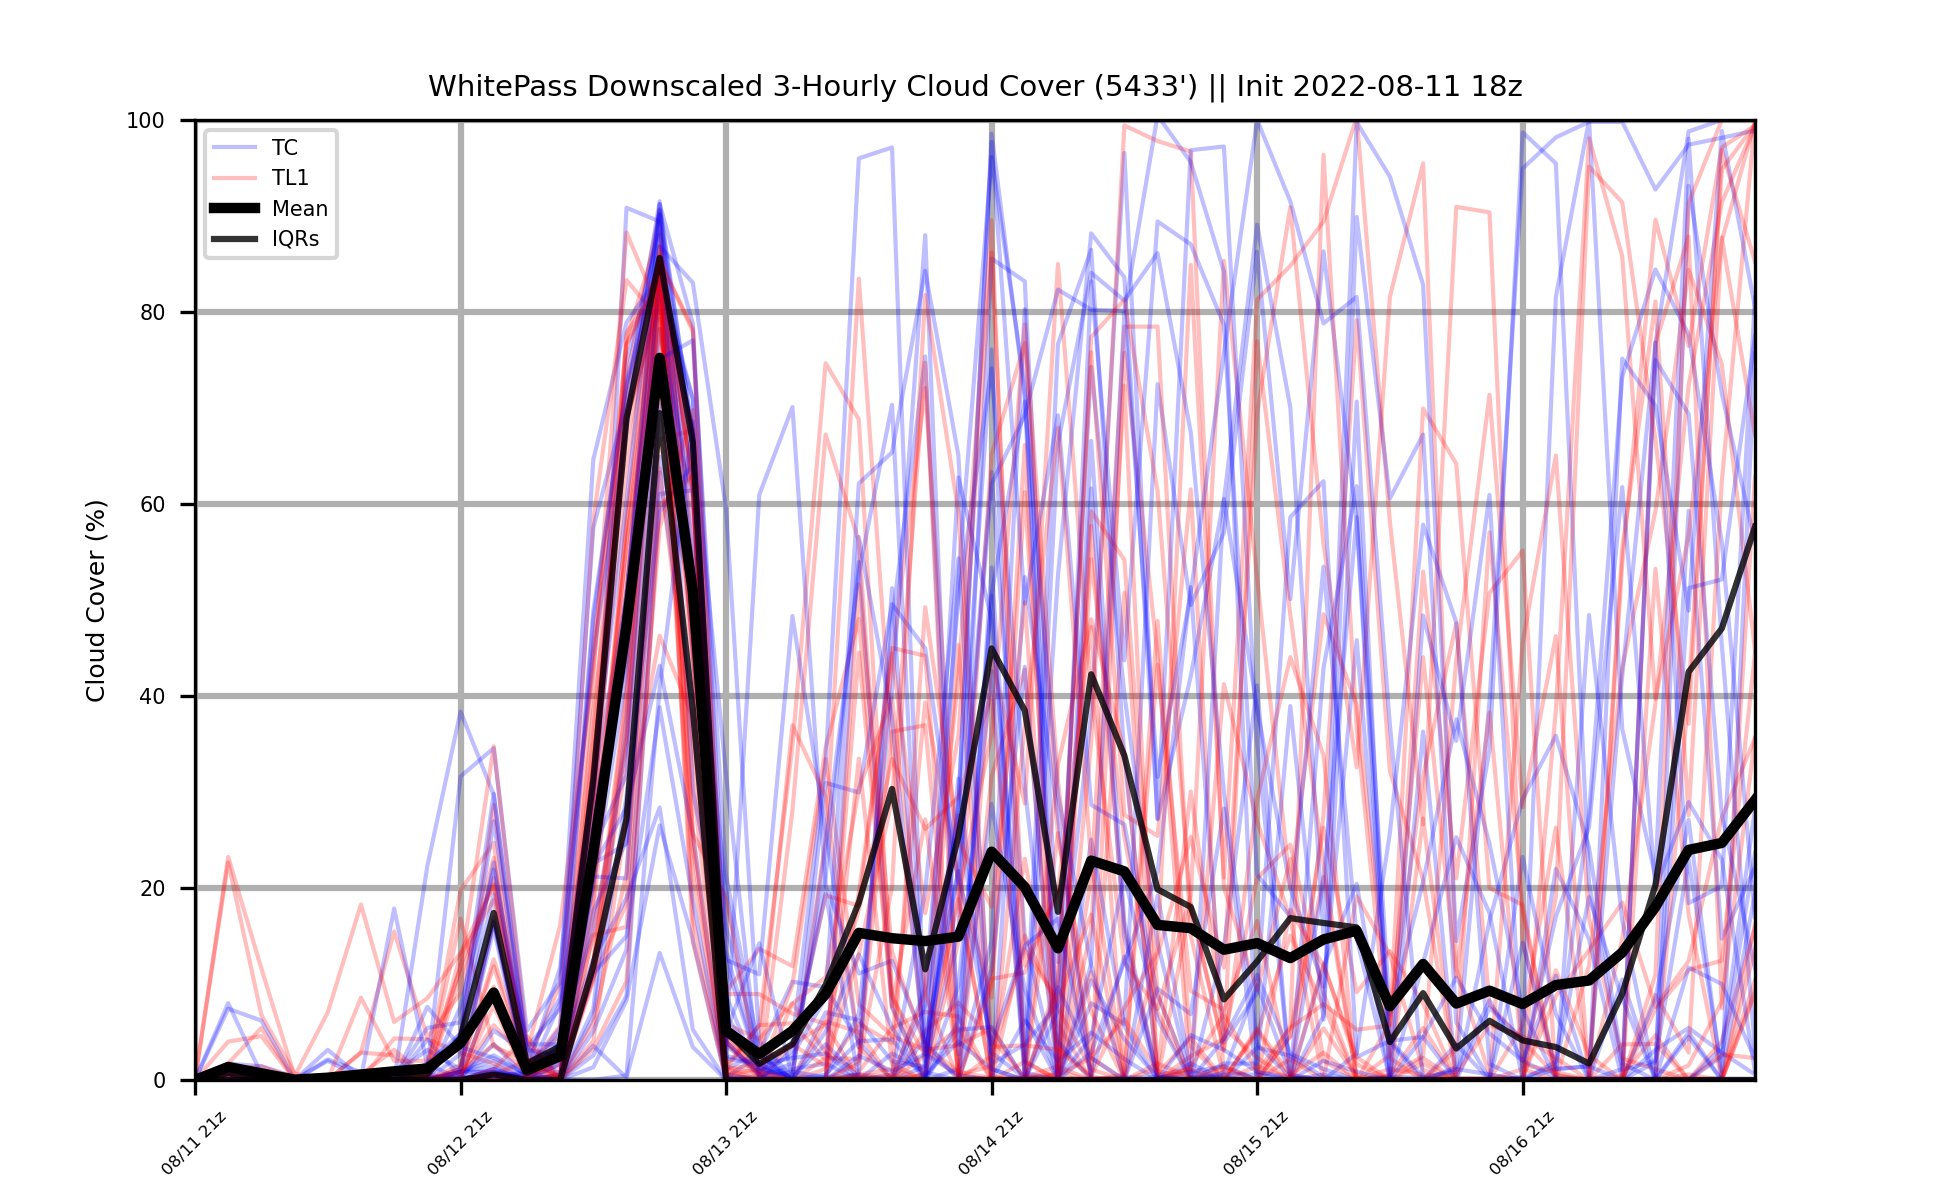 WhitePass Downscaled 3-Hourly Cloud Cover (5433') || Init 2022-08-11 18z
TC
TL1
Mean
IQRs
Cloud Cover (%)
100
80
60
40
20
0
08/11 21z
08/12 21z
08/13 21z
08/14 21z
08/15 21z
08/16 21z